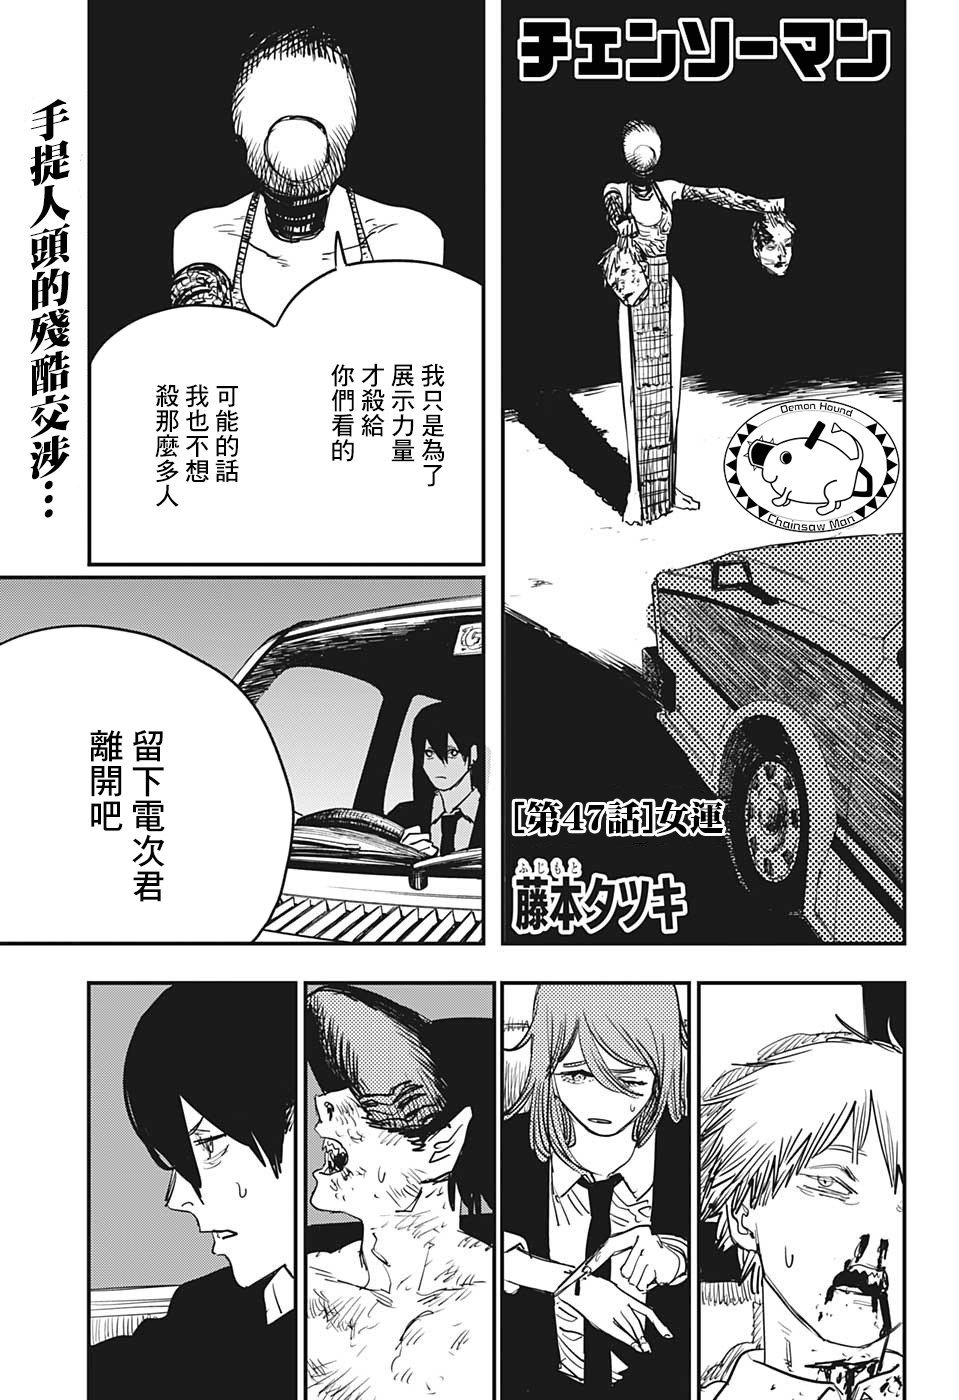 チェンソーマン
Demon Hound
Chainsaw Man
[第47話]女運
ふじもと
藤本タツキ
我只是為了
展示力量
才殺給
你們看的
可能的話
我也不想
殺那麼多人
手提人頭的殘酷交涉…
留下電次君
離開吧